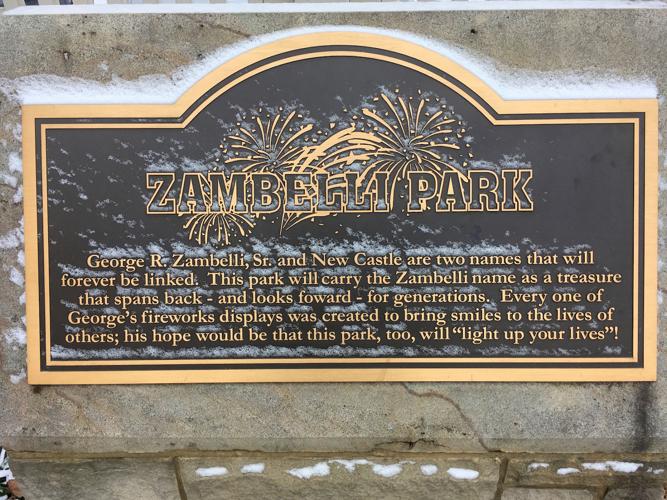 ZAMBELLI PARK
George R. Zambelli, Sr. and New Castle are two names that will
forever be linked. This park will carry the Zambelli name as a treasure
that spans back - and looks foward - for generations. Every one of
George's fireworks displays was created to bring smiles to the lives of
others; his hope would be that this park, too, will "light up your lives"!